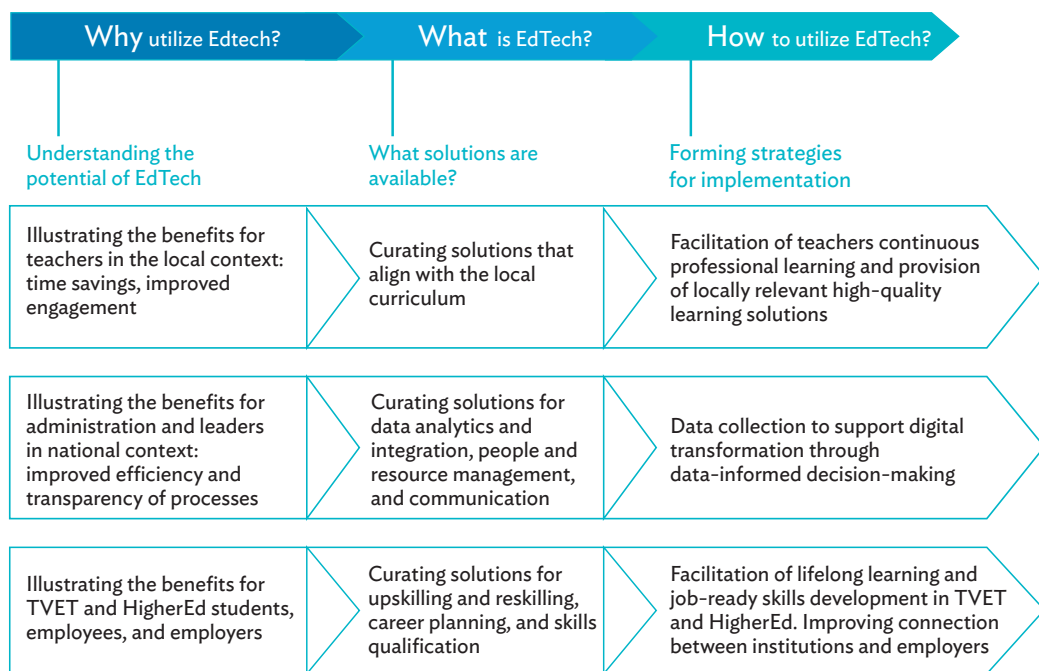 Why utilize Edtech?
What is EdTech?
How to utilize EdTech?
Understanding the
potential of EdTech
What solutions are
available?
Forming strategies
for implementation
Illustrating the benefits for
teachers in the local context:
time savings, improved
engagement
Curating solutions that
align with the local
curriculum
Facilitation of teachers continuous
professional learning and provision
of locally relevant high-quality
learning solutions
Illustrating the benefits for
administration and leaders
in national context:
improved efficiency and
transparency of processes
Curating solutions for
data analytics and
integration, people and
resource management,
and communication
Data collection to support digital
transformation through
data-informed decision-making
Illustrating the benefits for
TVET and HigherEd students,
employees, and employers
Curating solutions for
upskilling and reskilling,
career planning, and skills
qualification
Facilitation of lifelong learning and
job-ready skills development in TVET
and HigherEd. Improving connection
between institutions and employers